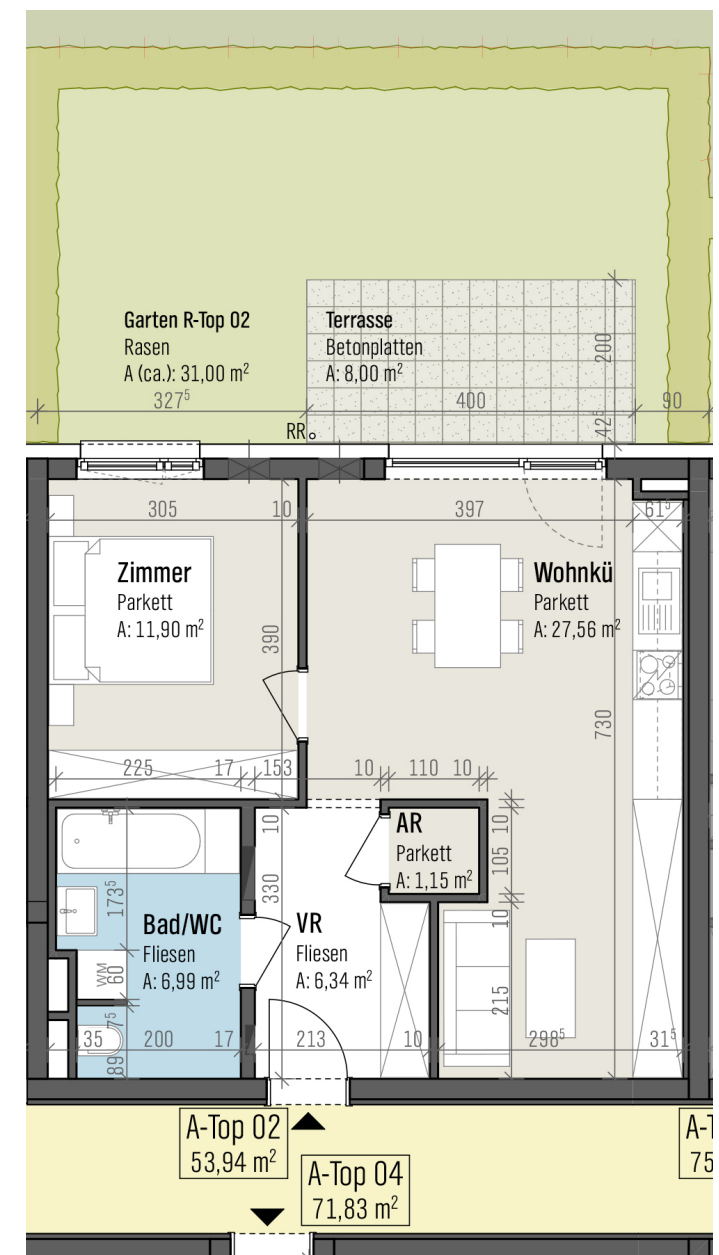 Garten R-Top 02
Rasen
A (ca.): 31,00 m²
Terrasse
Betonplatten
A: 8,00 m²
200
327⁵
400
90
42⁵
RR
305
10
397
61⁵
Zimmer
Parkett
A: 11,90 m²
Wohnkü
Parkett
A: 27,56 m²
390
730
225
17
153
10
110
10
10
10
AR
Parkett
A: 1,15 m²
105
10
173⁵
330
Bad/WC
Fliesen
A: 6,99 m²
VR
Fliesen
A: 6,34 m²
WM
60
215
7⁵
89
35
200
17
213
10
298⁵
31⁵
A-Top 02
53,94 m²
A-Top 04
71,83 m²
A-T
75